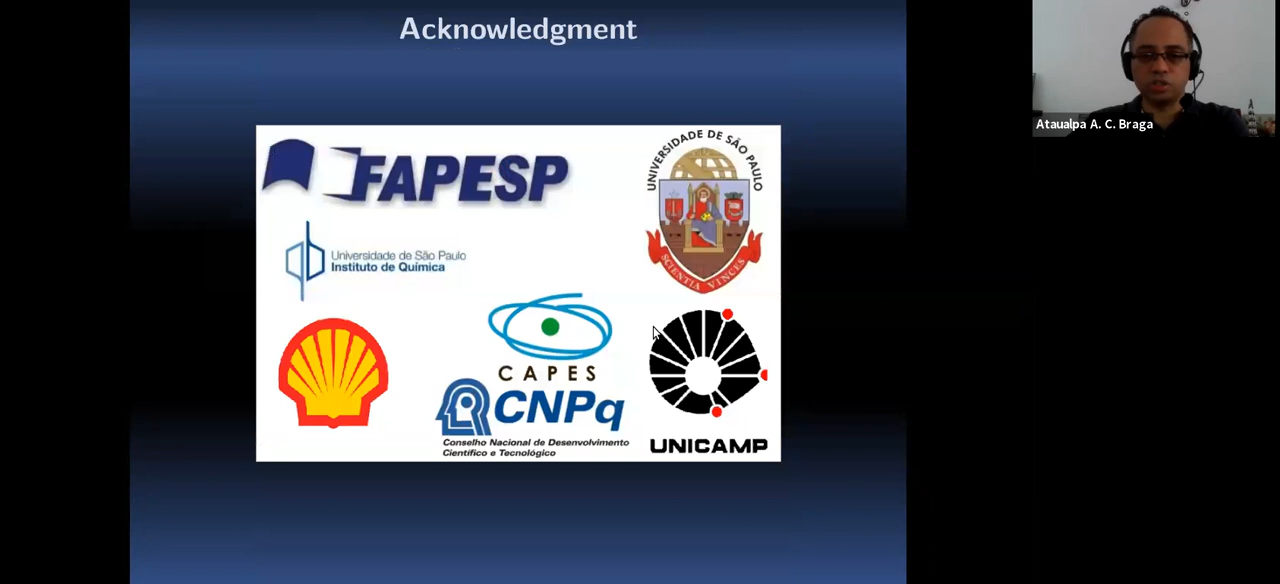 Acknowledgment
Ataualpa A. C. Braga
FAPESP
UNIVERSIDADE DE SÃO PAULO
SCIENTIA VINCES
Universidade de São Paulo
Instituto de Química
CAPES
CNPq
Conselho Nacional de Desenvolvimento
Científico e Tecnológico
UNICAMP